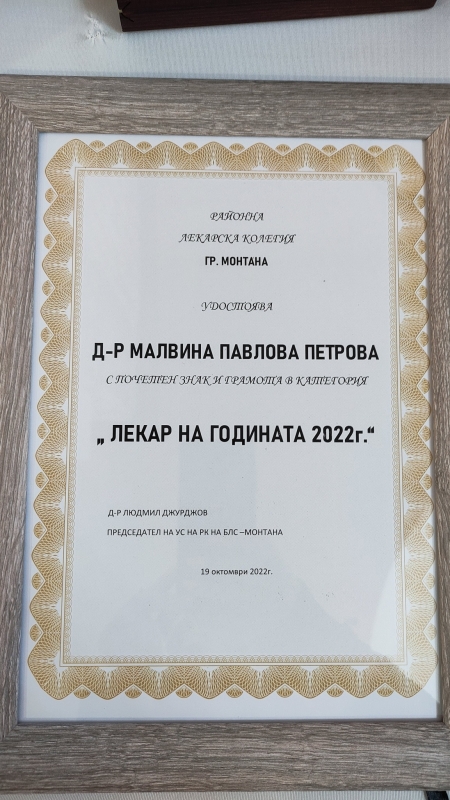 РАЙОННА
ЛЕКАРСКА КОЛЕГИЯ
ГР. МОНТАНА
УДОСТОЯВА
Д-Р МАЛВИНА ПАВЛОВА ПЕТРОВА
С ПОЧЕТЕН ЗНАК И ГРАМОТА В КАТЕГОРИЯ
„ ЛЕКАР НА ГОДИНАТА 2022г.“
Д-Р ЛЮДМИЛ ДЖУРДЖОВ
ПРЕДСЕДАТЕЛ НА УС НА РК НА БЛС –МОНТАНА
19 октомври 2022г.